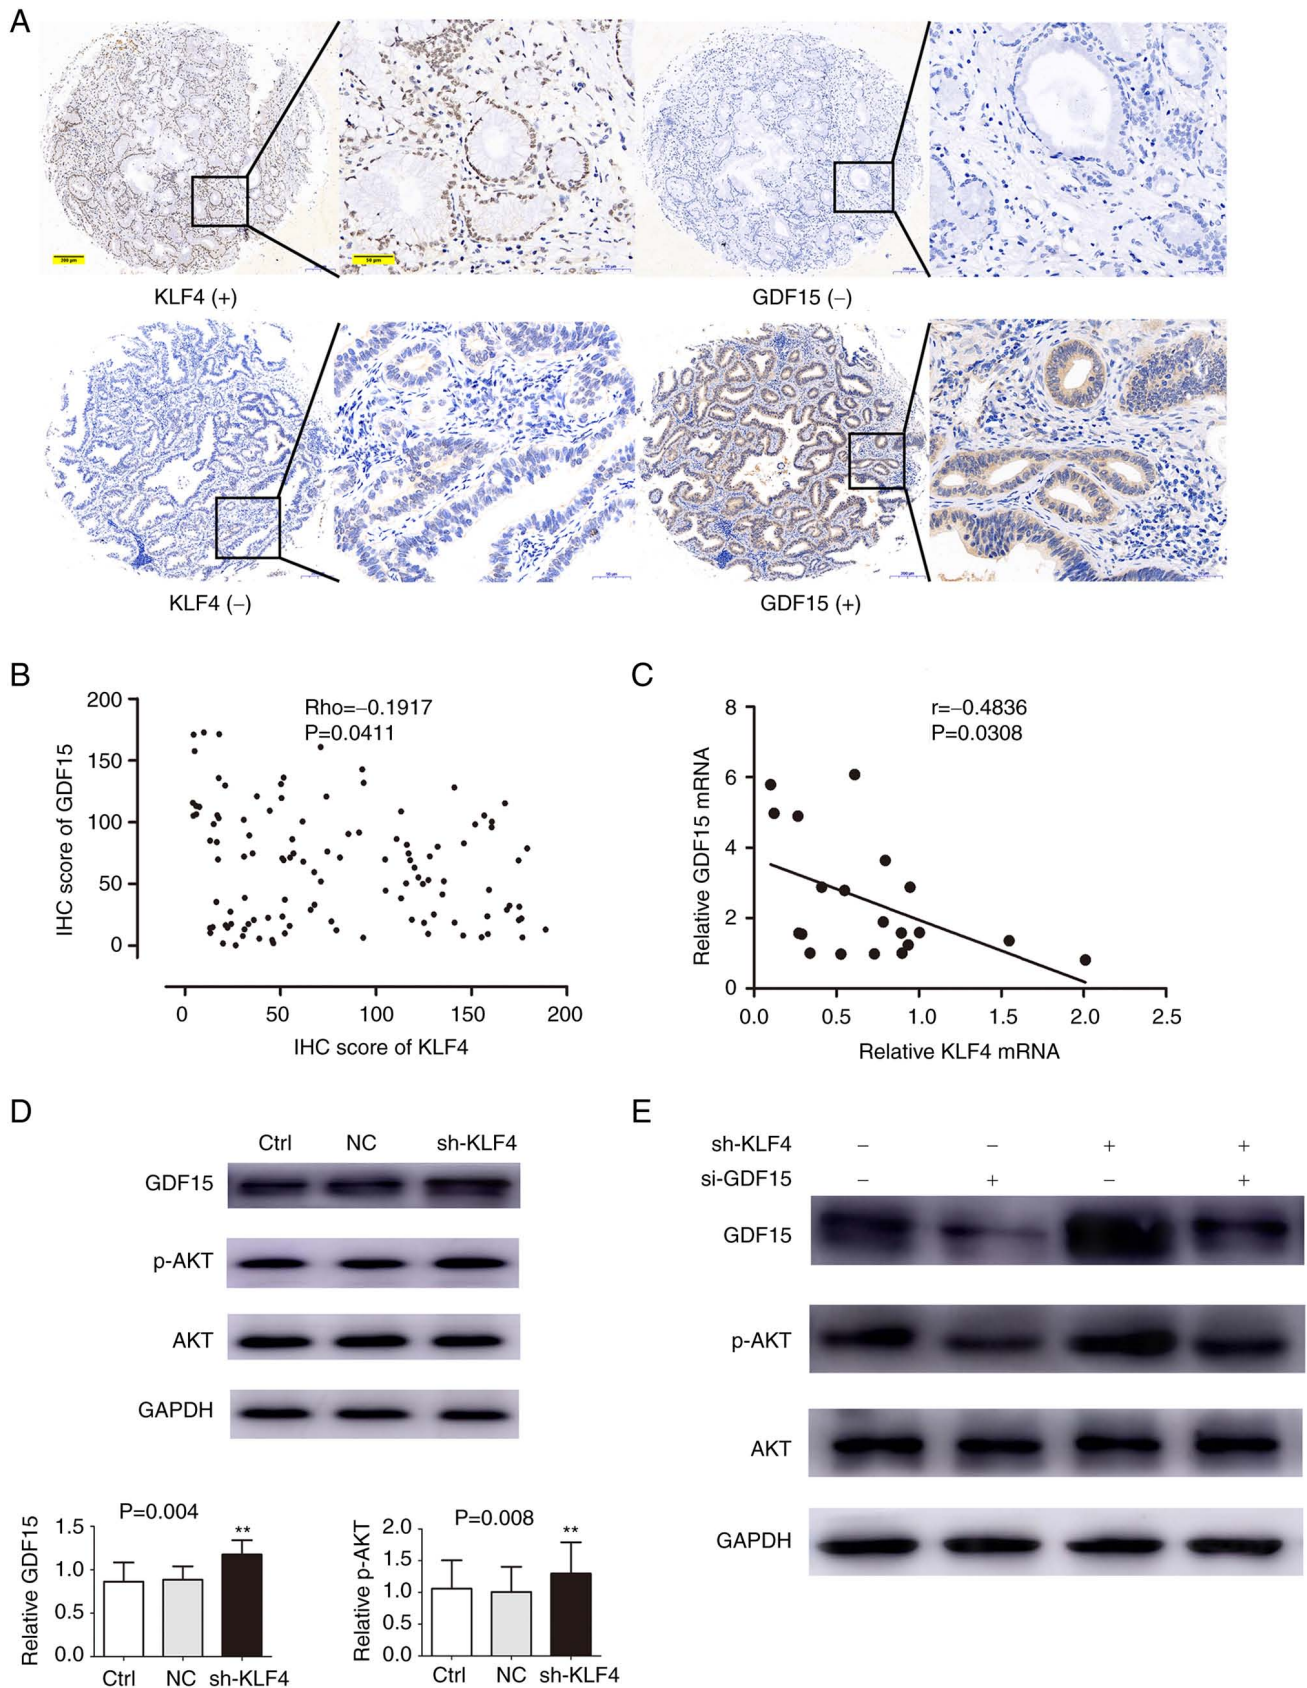 A
200 μm
50 μm
KLF4 (+)
GDF15 (−)
KLF4 (−)
GDF15 (+)
B
Rho=−0.1917
P=0.0411
IHC score of GDF15
200
150
100
50
0
0 50 100 150 200
IHC score of KLF4
C
r=−0.4836
P=0.0308
Relative GDF15 mRNA
8
6
4
2
0
0.0 0.5 1.0 1.5 2.0 2.5
Relative KLF4 mRNA
D
Ctrl NC sh-KLF4
GDF15
p-AKT
AKT
GAPDH
P=0.004
Relative GDF15
1.5
1.0
0.5
0.0
**
Ctrl NC sh-KLF4
P=0.008
Relative p-AKT
2.0
1.5
1.0
0.5
0.0
**
Ctrl NC sh-KLF4
E
sh-KLF4 − − + +
si-GDF15 − + − +
GDF15
p-AKT
AKT
GAPDH